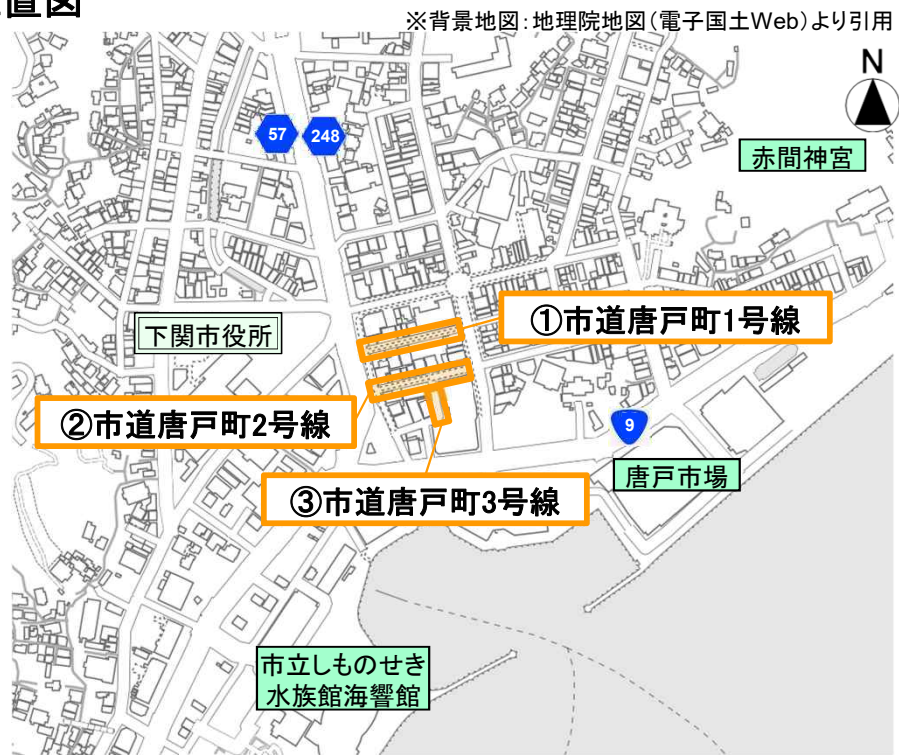 置図
※背景地図:地理院地図(電子国土Web)より引用
N
57
248
赤間神宮
①市道唐戸町1号線
下関市役所
②市道唐戸町2号線
9
唐戸市場
③市道唐戸町3号線
市立しものせき
水族館海響館